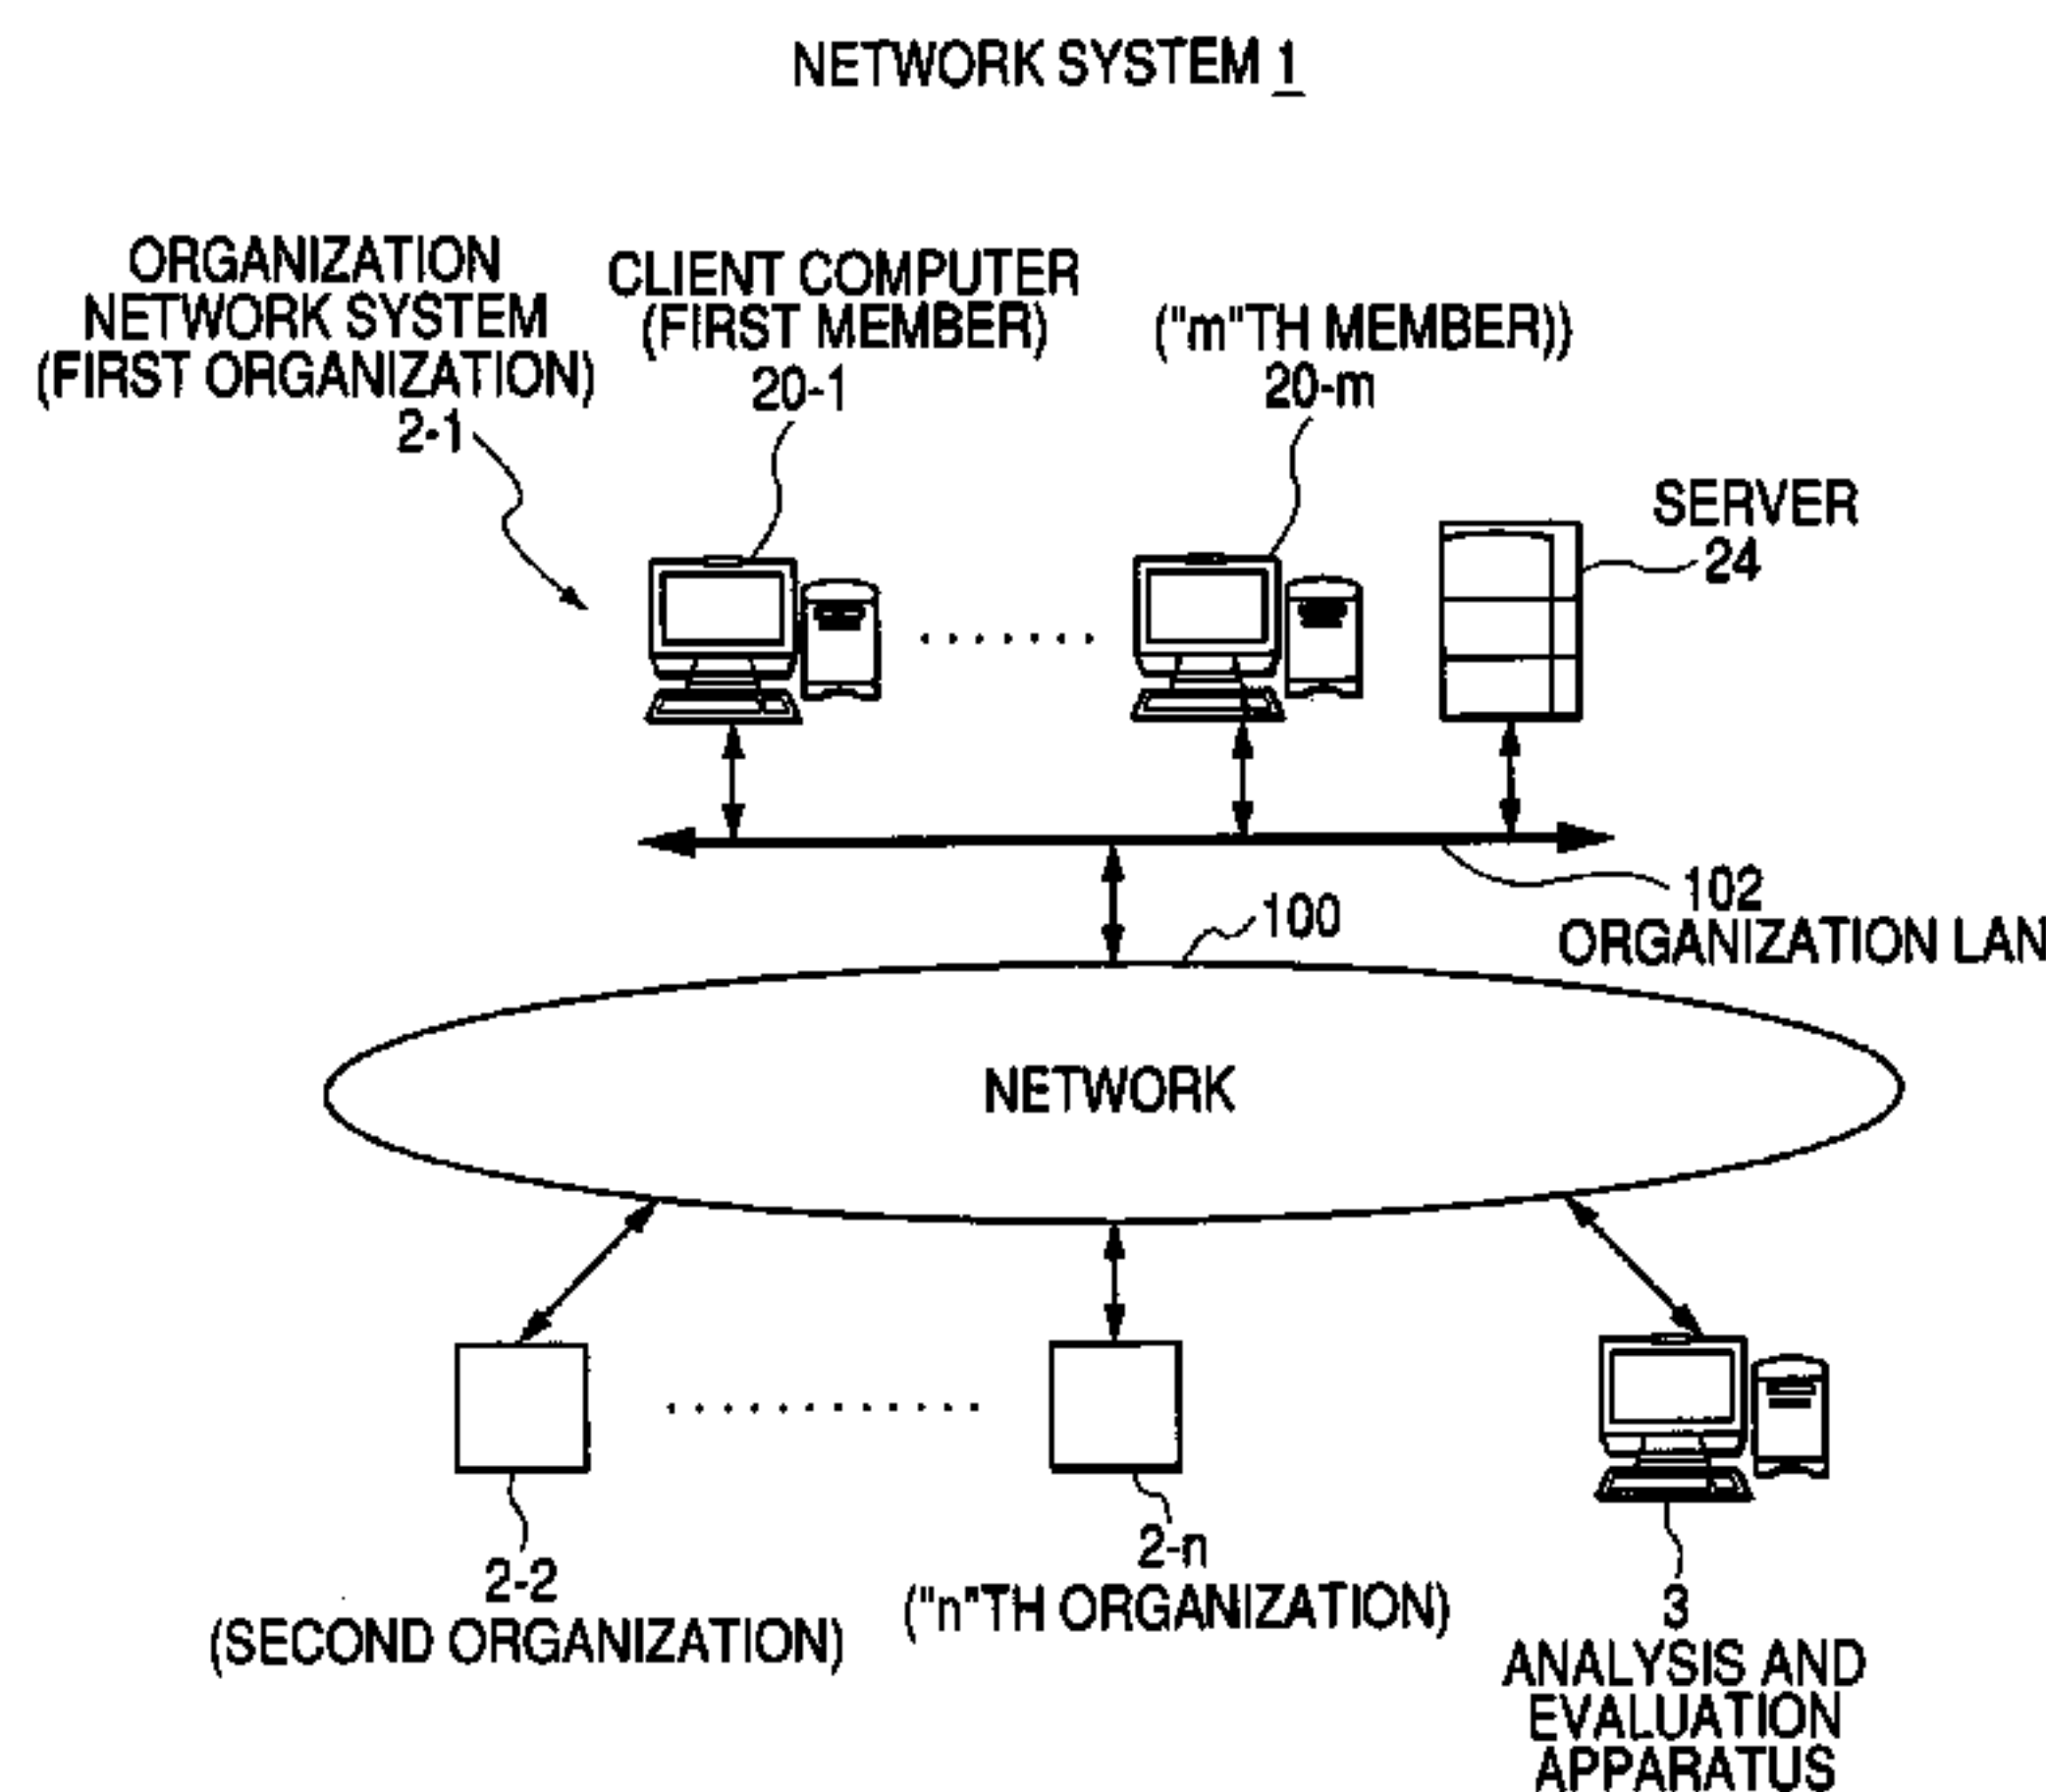 NETWORK SYSTEM 1
ORGANIZATION
NETWORK SYSTEM
(FIRST ORGANIZATION)
2-1
CLIENT COMPUTER
(FIRST MEMBER)
20-1
("m"TH MEMBER))
20-m
SERVER
24
102
ORGANIZATION LAN
100
NETWORK
2-2
(SECOND ORGANIZATION)
2-n
("n"TH ORGANIZATION)
3
ANALYSIS AND
EVALUATION
APPARATUS